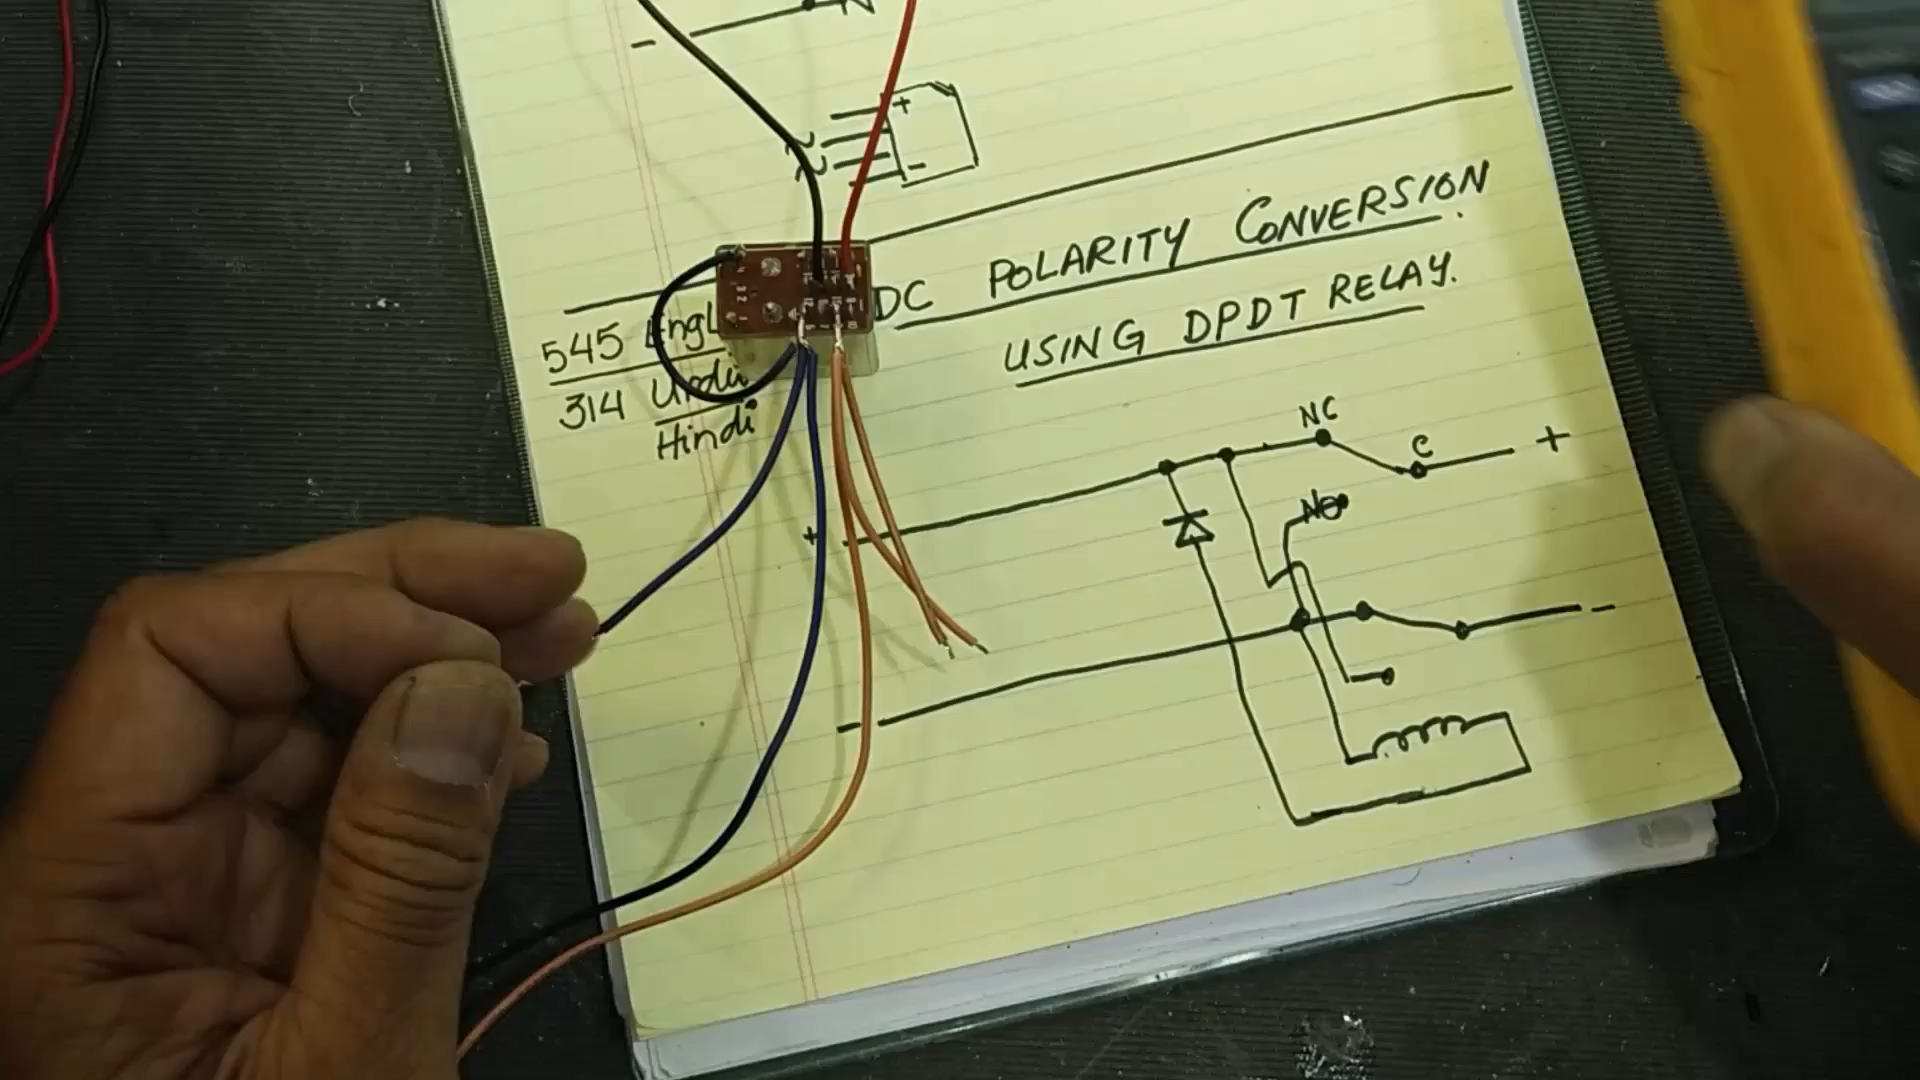 +
-
DC POLARITY CONVERSION
USING DPDT RELAY.
545 Engl
314 Urdu
Hindi
NC
C
+
NO
+
-
-